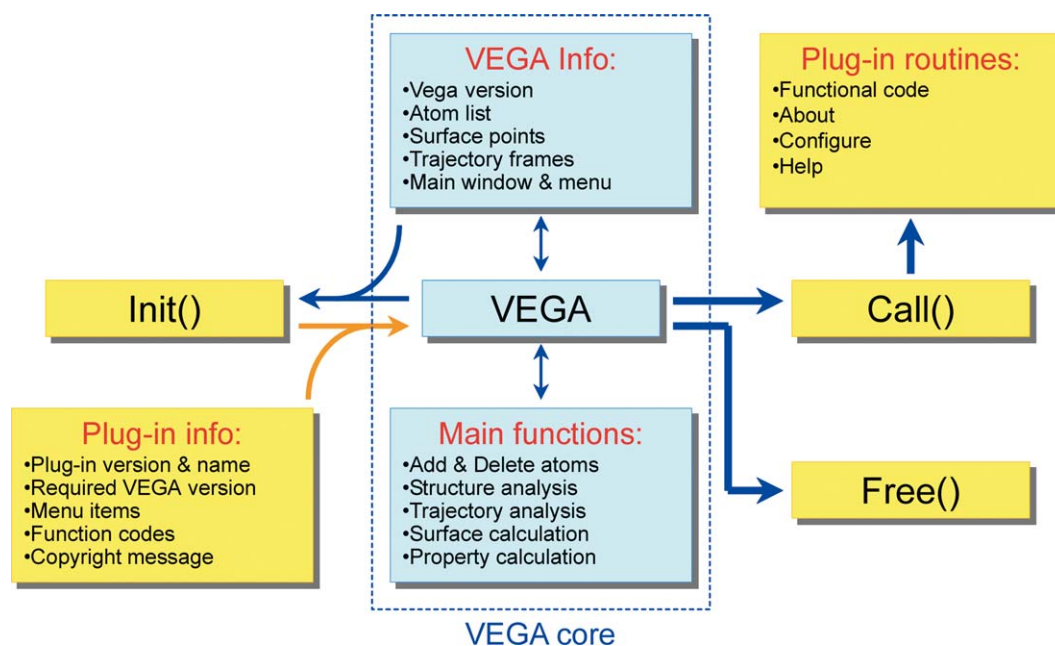 VEGA Info:
•Vega version
•Atom list
•Surface points
•Trajectory frames
•Main window & menu
Plug-in routines:
•Functional code
•About
•Configure
•Help
Init()
VEGA
Call()
Plug-in info:
•Plug-in version & name
•Required VEGA version
•Menu items
•Function codes
•Copyright message
Main functions:
•Add & Delete atoms
•Structure analysis
•Trajectory analysis
•Surface calculation
•Property calculation
Free()
VEGA core